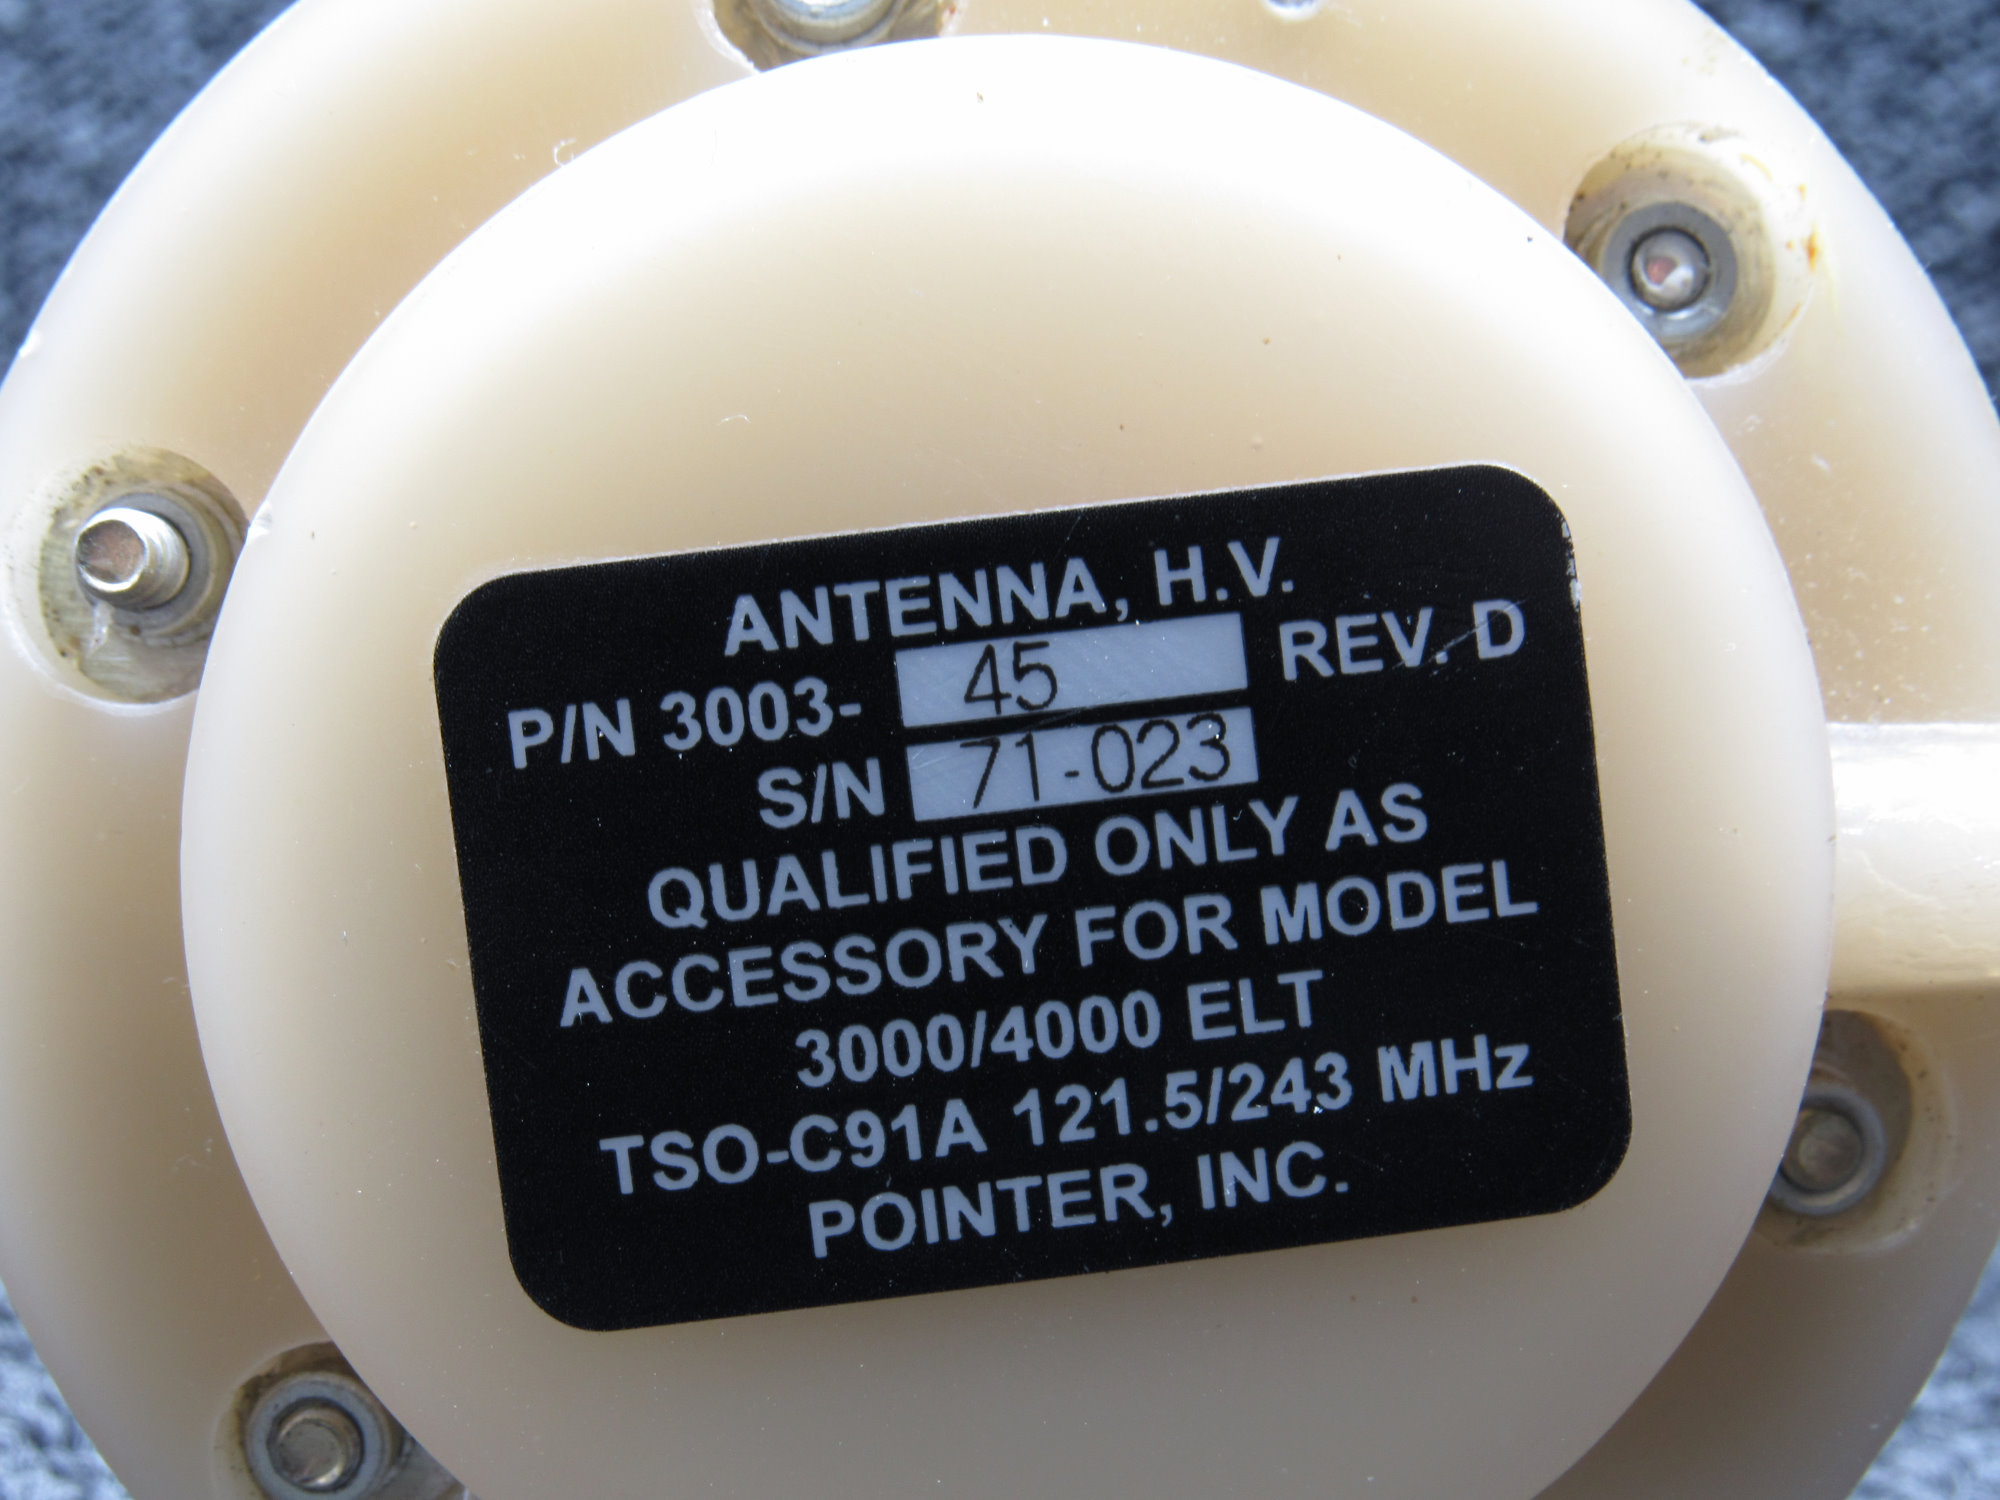 ANTENNA, H.V.
P/N 3003- 45 REV. D
S/N 71-023
QUALIFIED ONLY AS
ACCESSORY FOR MODEL
3000/4000 ELT
TSO-C91A 121.5/243 MHz
POINTER, INC.